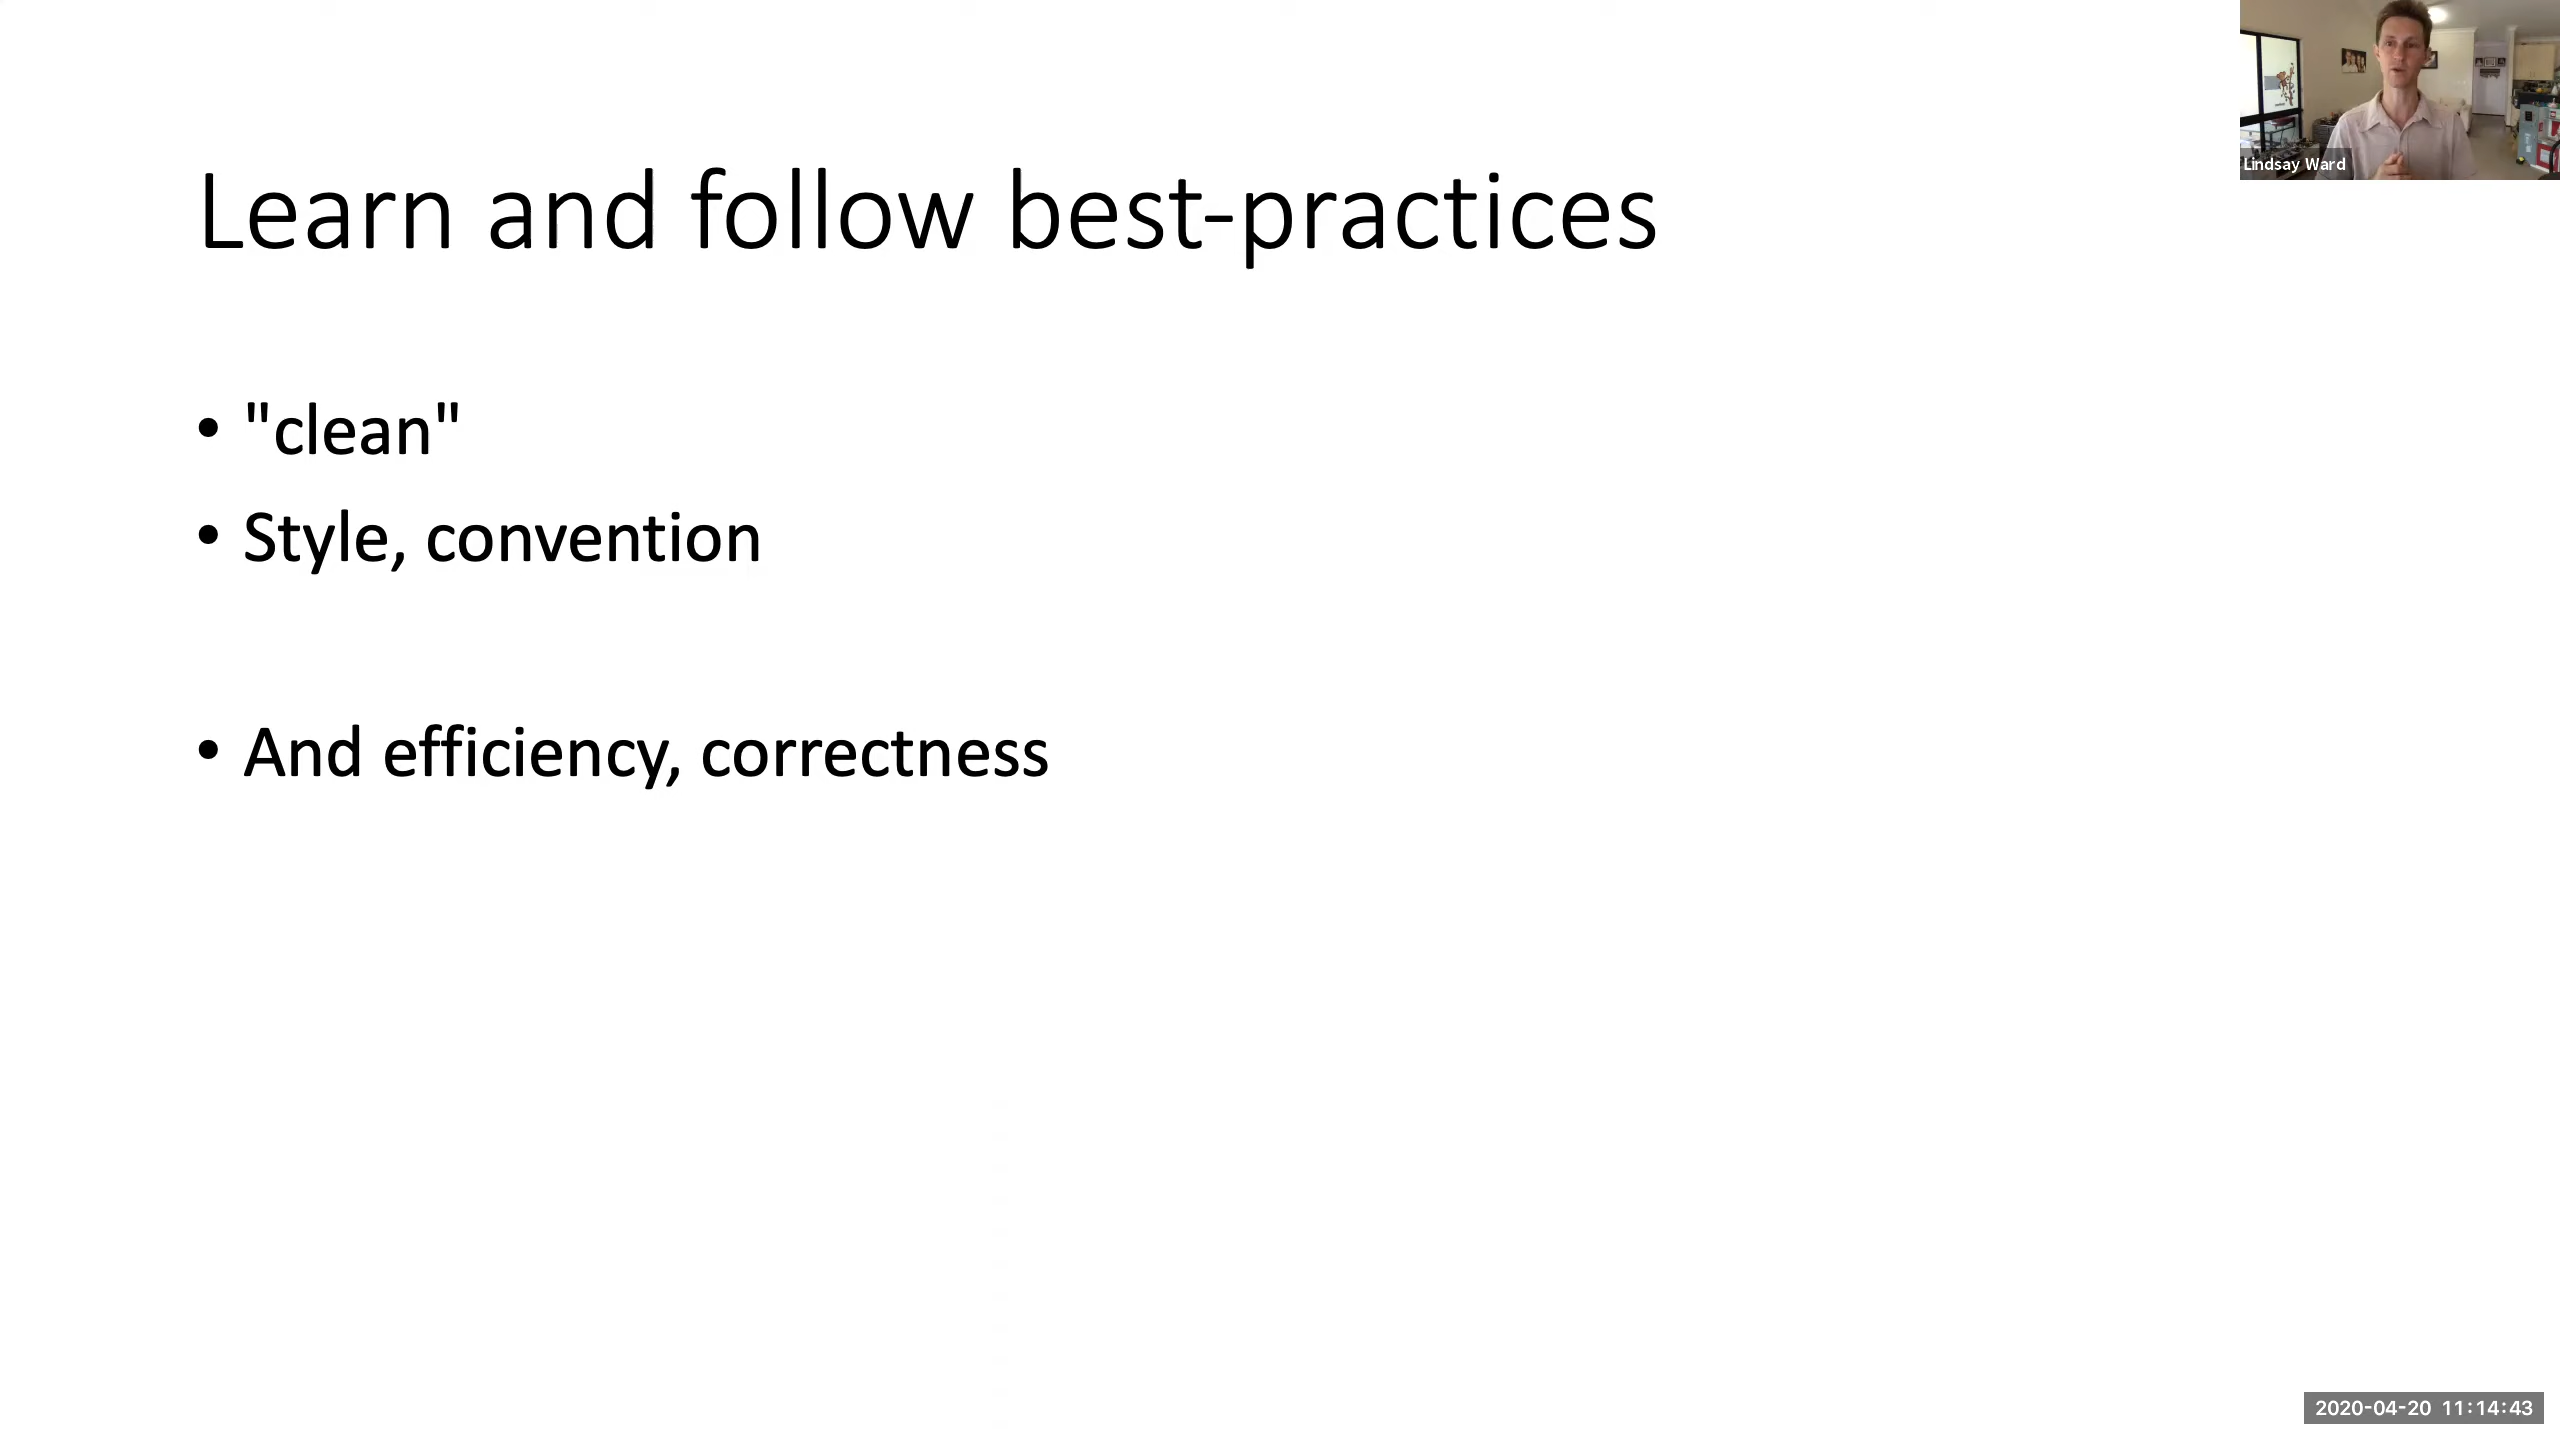 Lindsay Ward
Learn and follow best-practices
• "clean"
• Style, convention
• And efficiency, correctness
2020-04-20 11:14:43